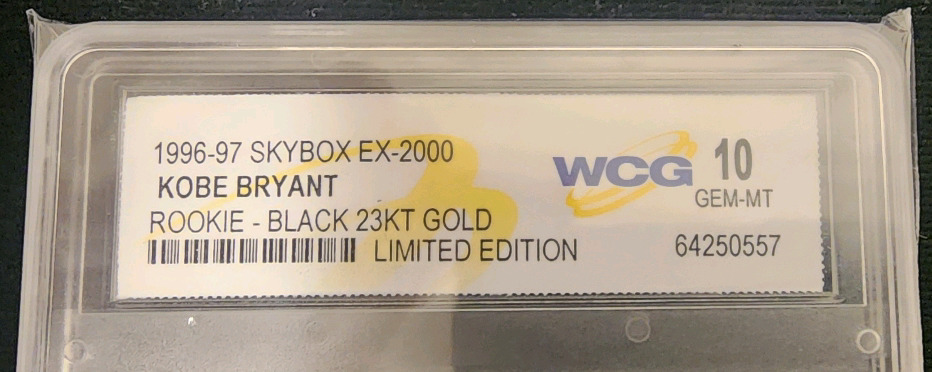 1996-97 SKYBOX EX-2000
KOBE BRYANT
ROOKIE - BLACK 23KT GOLD
LIMITED EDITION
WCG 10
GEM-MT
64250557